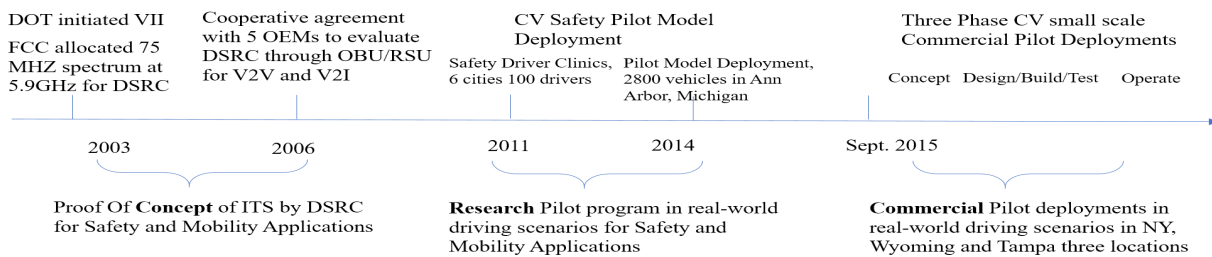 DOT initiated VII
FCC allocated 75
MHZ spectrum at
5.9GHz for DSRC
Cooperative agreement
with 5 OEMs to evaluate
DSRC through OBU/RSU
for V2V and V2I
CV Safety Pilot Model
Deployment
Safety Driver Clinics,
6 cities 100 drivers
Pilot Model Deployment,
2800 vehicles in Ann
Arbor, Michigan
Three Phase CV small scale
Commercial Pilot Deployments
Concept Design/Build/Test Operate
2003
2006
2011
2014
Sept. 2015
Proof Of Concept of ITS by DSRC
for Safety and Mobility Applications
Research Pilot program in real-world
driving scenarios for Safety and
Mobility Applications
Commercial Pilot deployments in
real-world driving scenarios in NY,
Wyoming and Tampa three locations